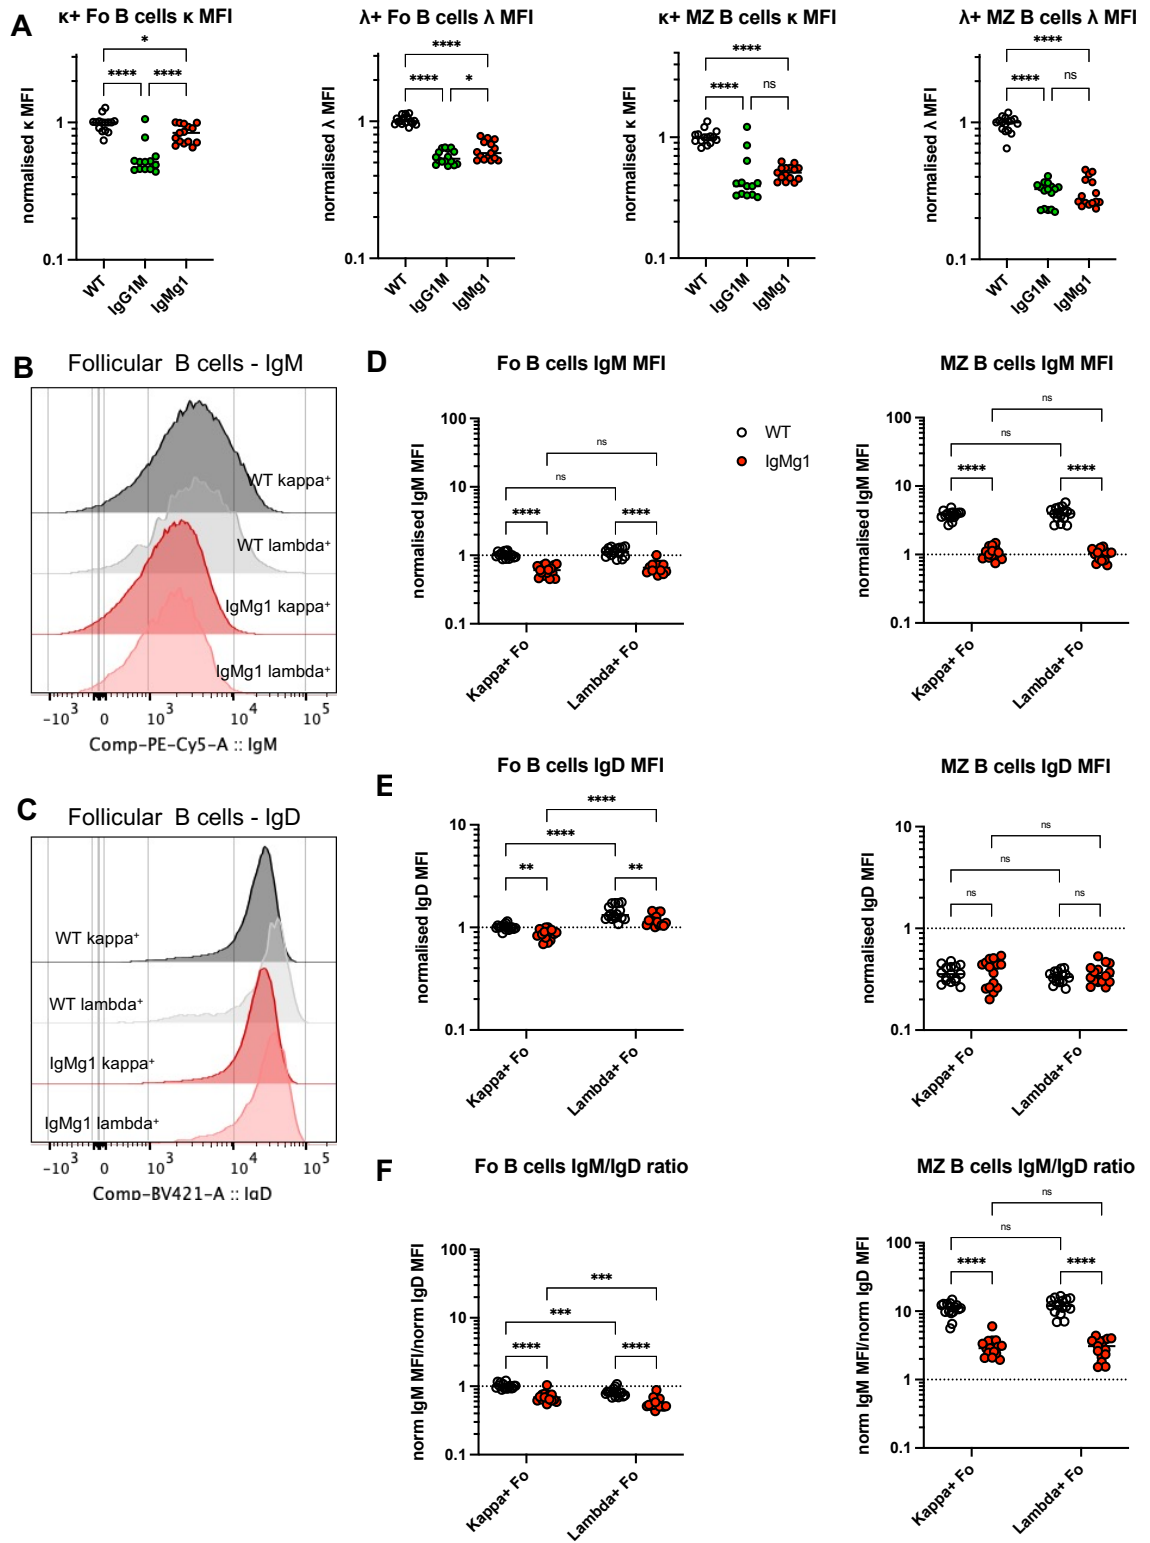 A
κ+ Fo B cells κ MFI
normalised κ MFI
1
0.1
*
**** ****
WT
IgG1M
IgMg1
λ+ Fo B cells λ MFI
normalised λ MFI
1
0.1
****
**** *
WT
IgG1M
IgMg1
κ+ MZ B cells κ MFI
normalised κ MFI
1
0.1
****
**** ns
WT
IgG1M
IgMg1
λ+ MZ B cells λ MFI
normalised λ MFI
1
0.1
****
**** ns
WT
IgG1M
IgMg1
B
Follicular B cells - IgM
WT kappa+
WT lambda+
IgMg1 kappa+
IgMg1 lambda+
-10³ 0 10³ 10⁴ 10⁵
Comp-PE-Cy5-A :: IgM
C
Follicular B cells - IgD
WT kappa+
WT lambda+
IgMg1 kappa+
IgMg1 lambda+
-10³ 0 10³ 10⁴ 10⁵
Comp-BV421-A :: IgD
D
Fo B cells IgM MFI
normalised IgM MFI
100
10
1
0.1
ns
ns
**** ****
Kappa+ Fo
Lambda+ Fo
WT
IgMg1
MZ B cells IgM MFI
normalised IgM MFI
100
10
1
0.1
ns
ns
**** ****
Kappa+ Fo
Lambda+ Fo
E
Fo B cells IgD MFI
normalised IgD MFI
10
1
0.1
****
****
** **
Kappa+ Fo
Lambda+ Fo
MZ B cells IgD MFI
normalised IgD MFI
10
1
0.1
ns
ns
ns ns
Kappa+ Fo
Lambda+ Fo
F
Fo B cells IgM/IgD ratio
norm IgM MFI/norm IgD MFI
100
10
1
0.1
***
***
**** ****
Kappa+ Fo
Lambda+ Fo
MZ B cells IgM/IgD ratio
norm IgM MFI/norm IgD MFI
100
10
1
0.1
ns
ns
**** ****
Kappa+ Fo
Lambda+ Fo